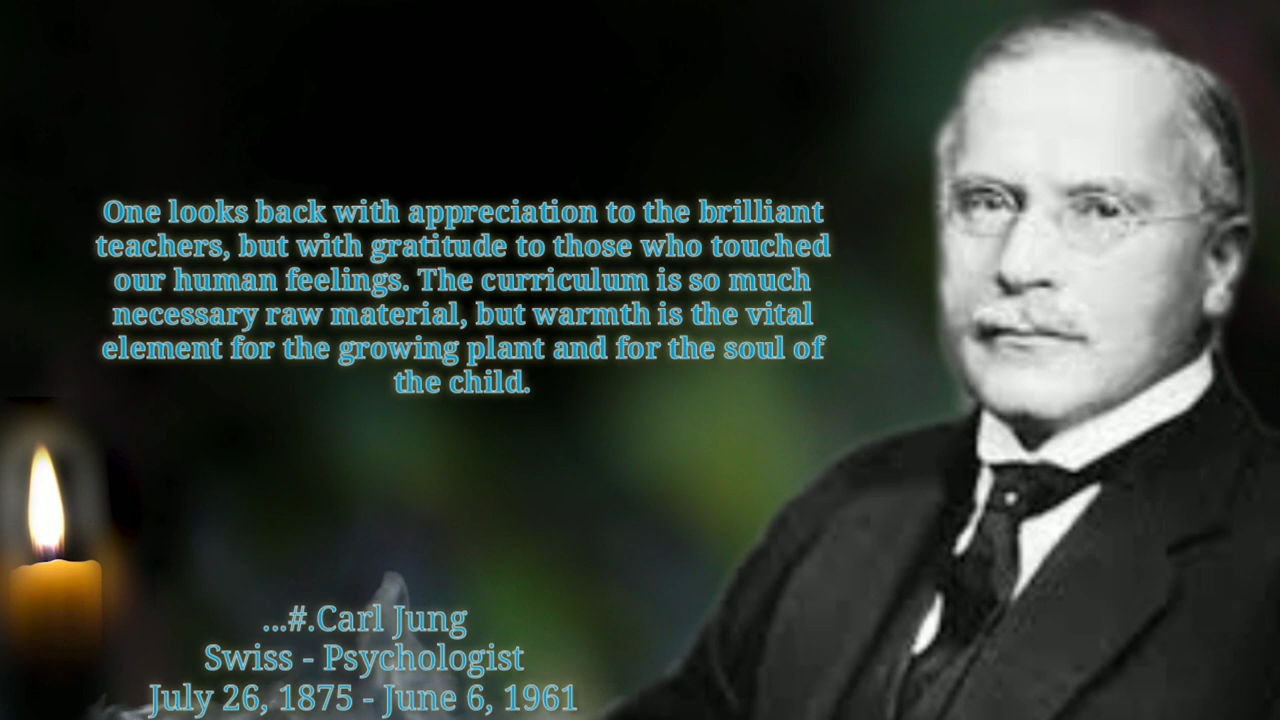 One looks back with appreciation to the brilliant
teachers, but with gratitude to those who touched
our human feelings. The curriculum is so much
necessary raw material, but warmth is the vital
element for the growing plant and for the soul of
the child.
...#.Carl Jung
Swiss - Psychologist
July 26, 1875 - June 6, 1961